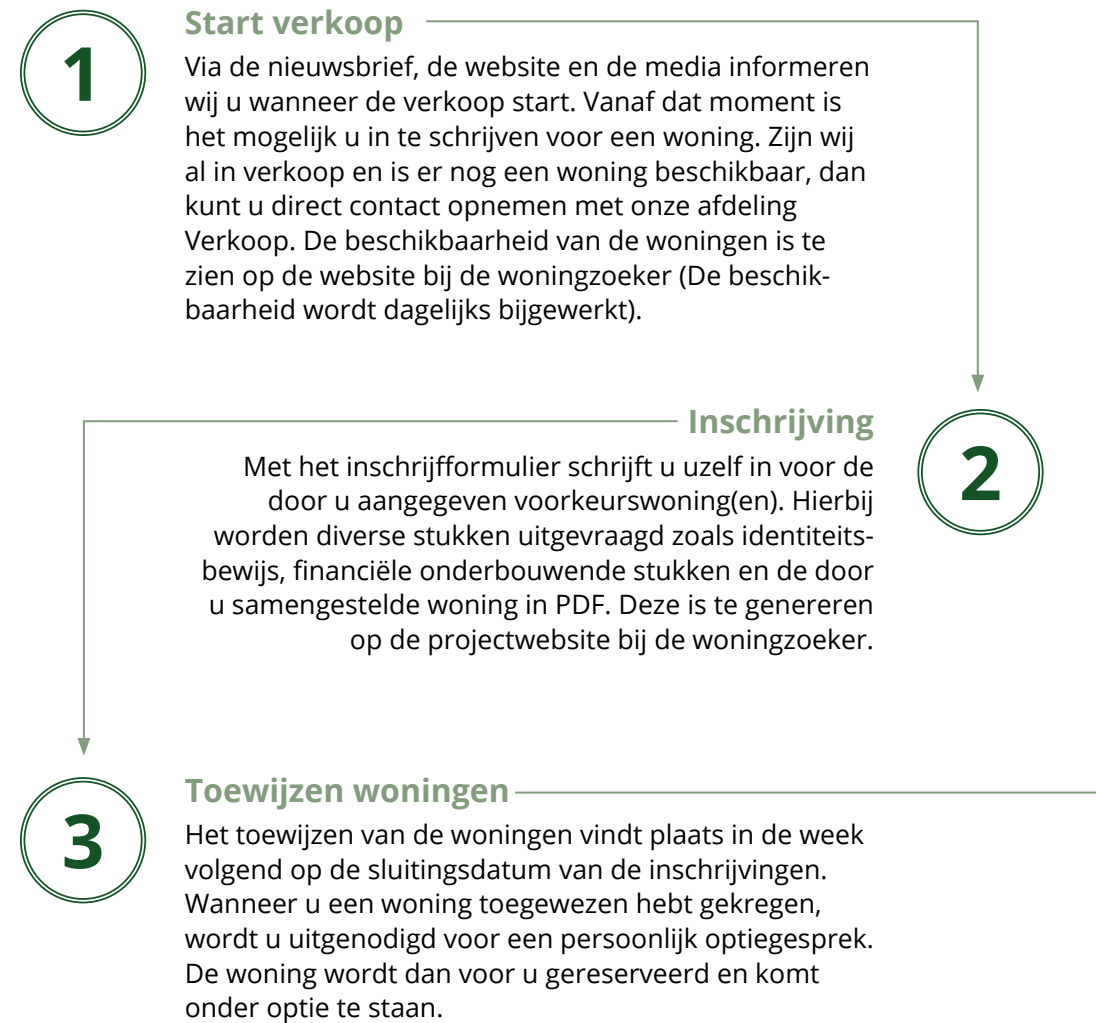 1
Start verkoop
Via de nieuwsbrief, de website en de media informeren
wij u wanneer de verkoop start. Vanaf dat moment is
het mogelijk u in te schrijven voor een woning. Zijn wij
al in verkoop en is er nog een woning beschikbaar, dan
kunt u direct contact opnemen met onze afdeling
Verkoop. De beschikbaarheid van de woningen is te
zien op de website bij de woningzoeker (De beschik-
baarheid wordt dagelijks bijgewerkt).
2
Inschrijving
Met het inschrijfformulier schrijft u uzelf in voor de
door u aangegeven voorkeurswoning(en). Hierbij
worden diverse stukken uitgevraagd zoals identiteits-
bewijs, financiële onderbouwende stukken en de door
u samengestelde woning in PDF. Deze is te genereren
op de projectwebsite bij de woningzoeker.
3
Toewijzen woningen
Het toewijzen van de woningen vindt plaats in de week
volgend op de sluitingsdatum van de inschrijvingen.
Wanneer u een woning toegewezen hebt gekregen,
wordt u uitgenodigd voor een persoonlijk optiegesprek.
De woning wordt dan voor u gereserveerd en komt
onder optie te staan.